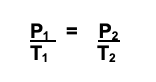 P₁ = P₂
T₁ T₂